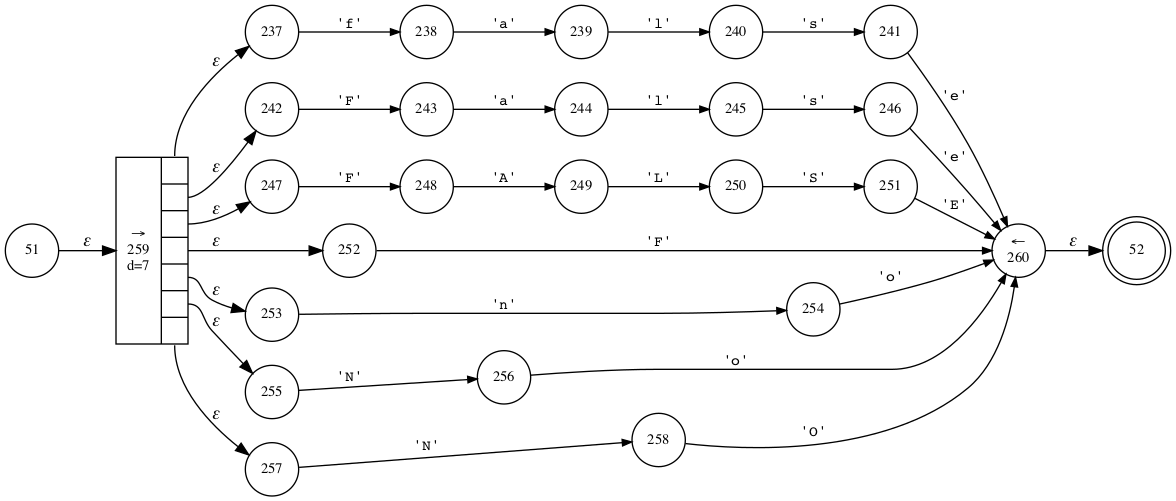 237 'f' 238 'a' 239 'l' 240 's' 241
ε 'e'
242 'F' 243 'a' 244 'l' 245 's' 246
ε 'e'
247 'F' 248 'A' 249 'L' 250 'S' 251
ε 'E'
51 ε → 259 d=7 ε 252 'F' ← 260 ε 52
ε 253 'n' 254 'o'
ε 255 'N' 256 'o'
ε 257 'N' 258 'O'